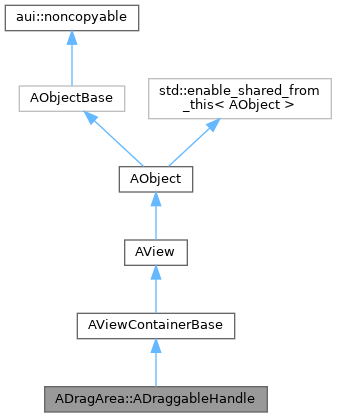 aui::noncopyable
AObjectBase
std::enable_shared_from
_this< AObject >
AObject
AView
AViewContainerBase
ADragArea::ADraggableHandle